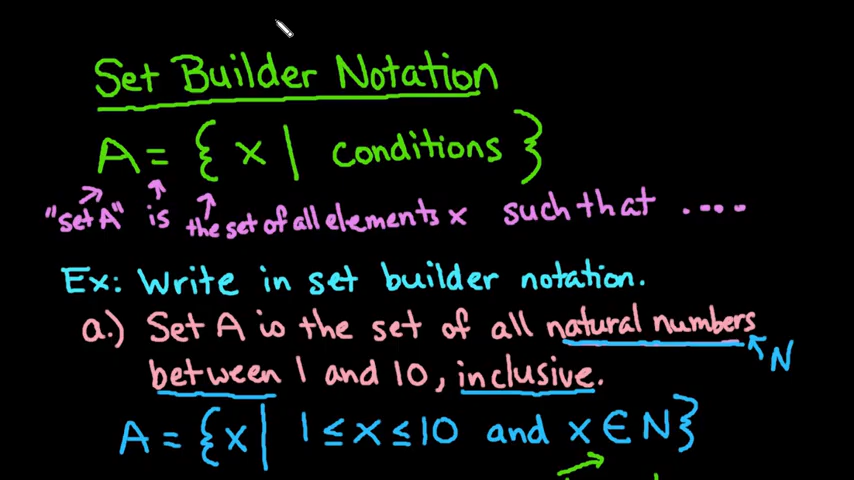 Set Builder Notation
A = { x | conditions }
"set A" is the set of all elements x such that ....
Ex: Write in set builder notation.
a.) Set A is the set of all natural numbers
N
between 1 and 10, inclusive.
A = {x | 1 ≤ x ≤ 10 and x ∈ N}